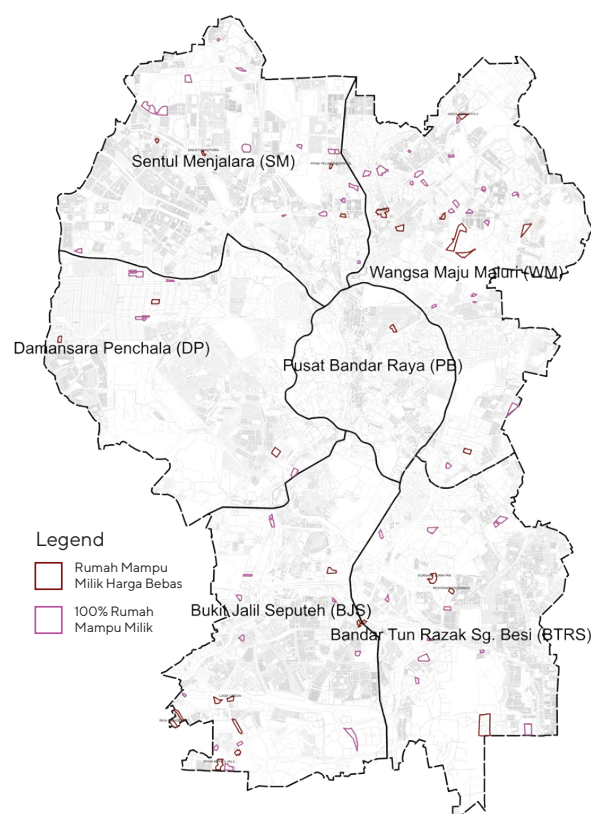 Sentul Menjalara (SM)
Wangsa Maju Maluri (WM)
Damansara Penchala (DP)
Pusat Bandar Raya (PB)
Legend
Rumah Mampu
Milik Harga Bebas
100% Rumah
Mampu Milik
Bukit Jalil Seputeh (BJS)
Bandar Tun Razak Sg. Besi (BTRS)